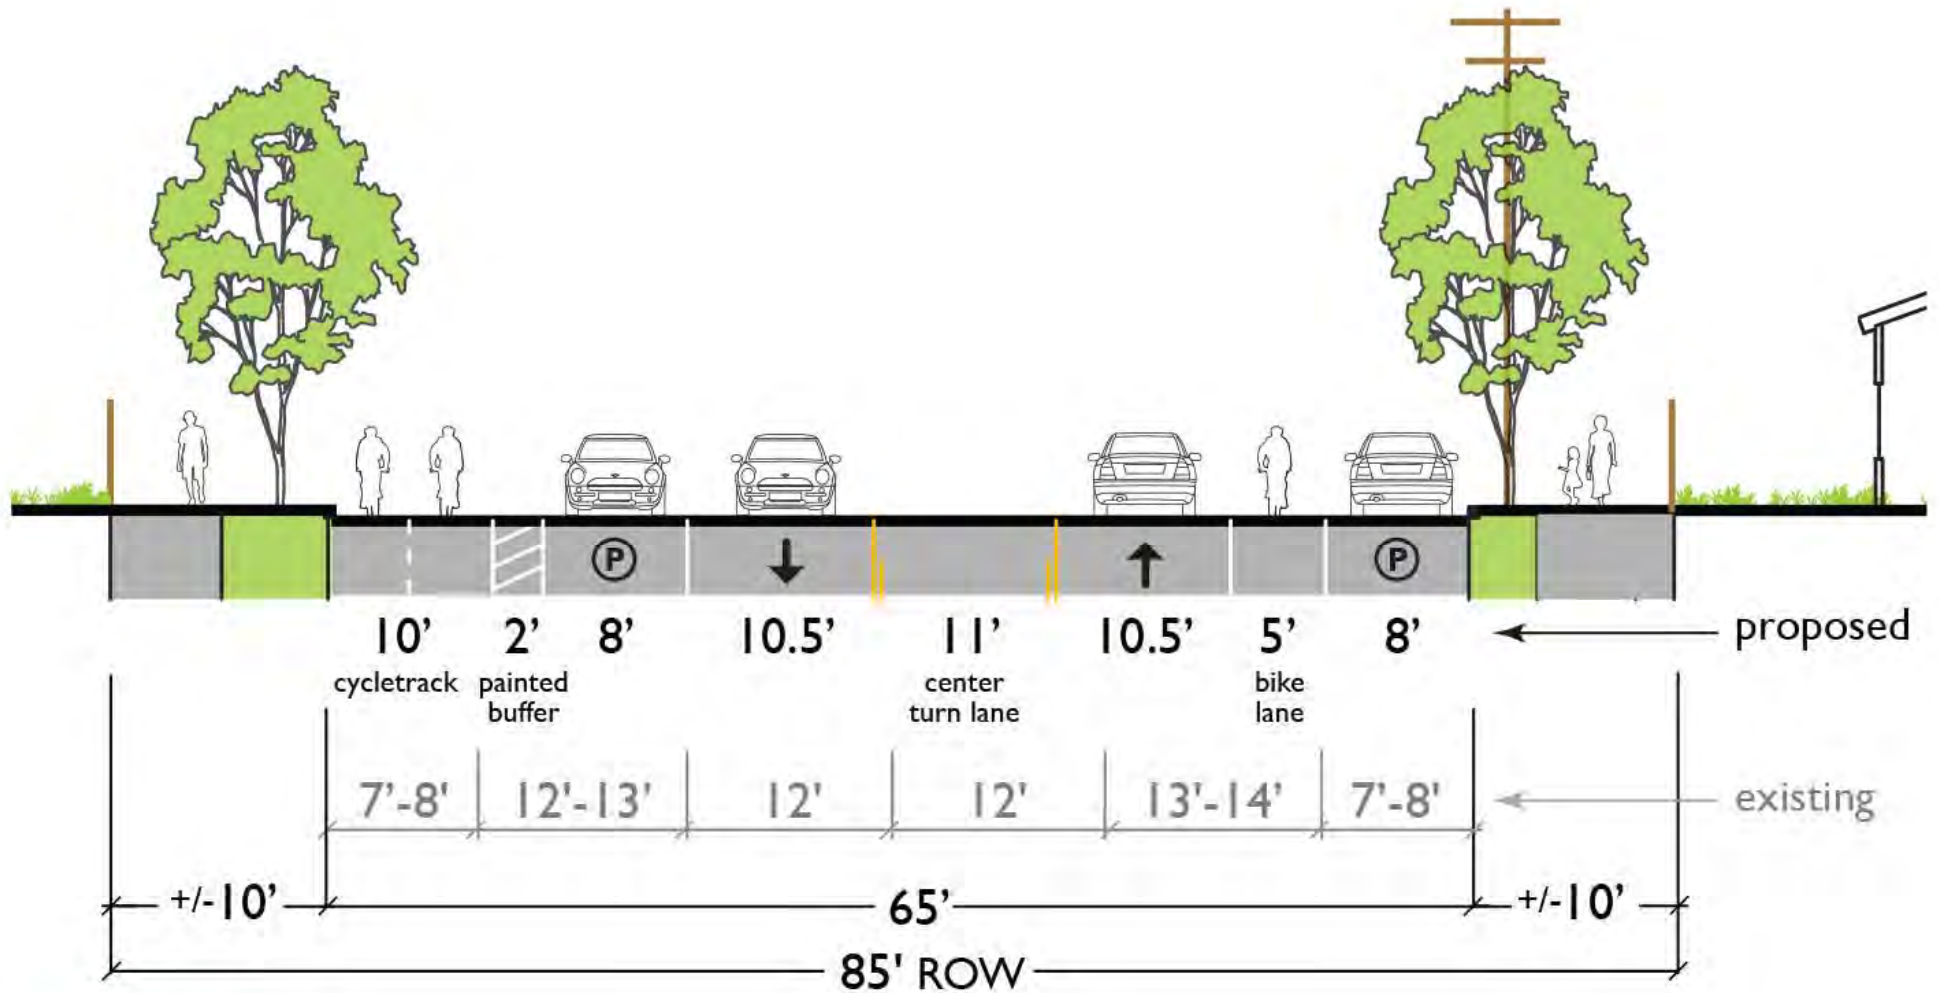 P P
10’ 2’ 8’ 10.5’ 11’ 10.5’ 5’ 8’ proposed
cycletrack painted center bike
buffer turn lane lane
7'-8' 12'-13' 12' 12' 13'-14' 7'-8' existing
+/-10’ 65’ +/-10’
85' ROW